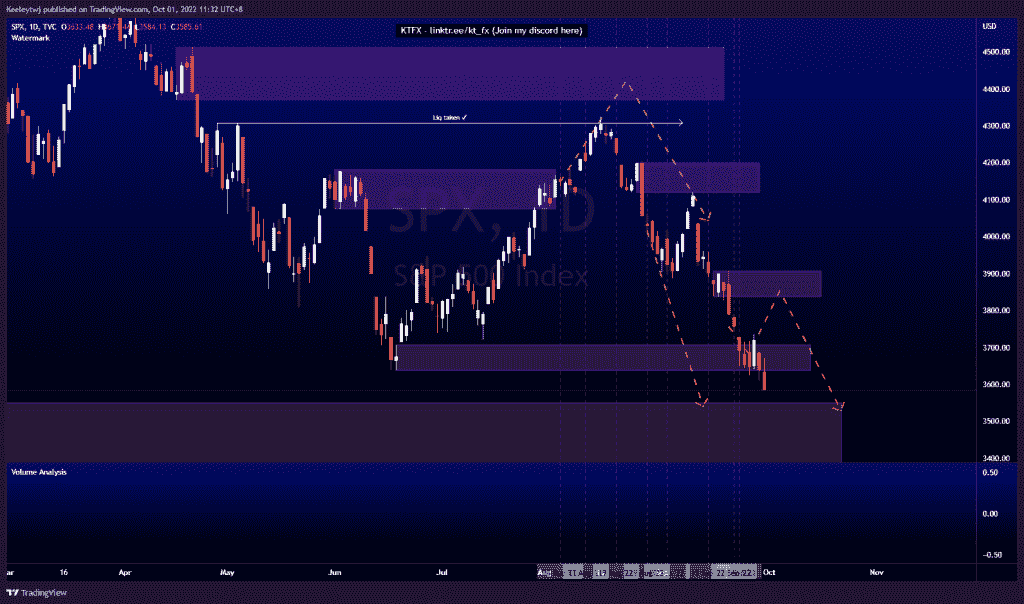 Keeleytwj published on TradingView.com, Oct 01, 2022 11:32 UTC+8
SPX, 1D, TVC
C3585.61
Watermark
KTFX - linktr.ee/kt_fx (Join my discord here)
USD
4500.00
4400.00
Liq taken ✓
4300.00
4200.00
4100.00
SPX, 1D
4000.00
S&P 500 Index
3900.00
3800.00
3700.00
3600.00
3500.00
3400.00
Volume Analysis
0.50
0.00
-0.50
16 Apr May Jun Jul Aug Oct Nov
TradingView